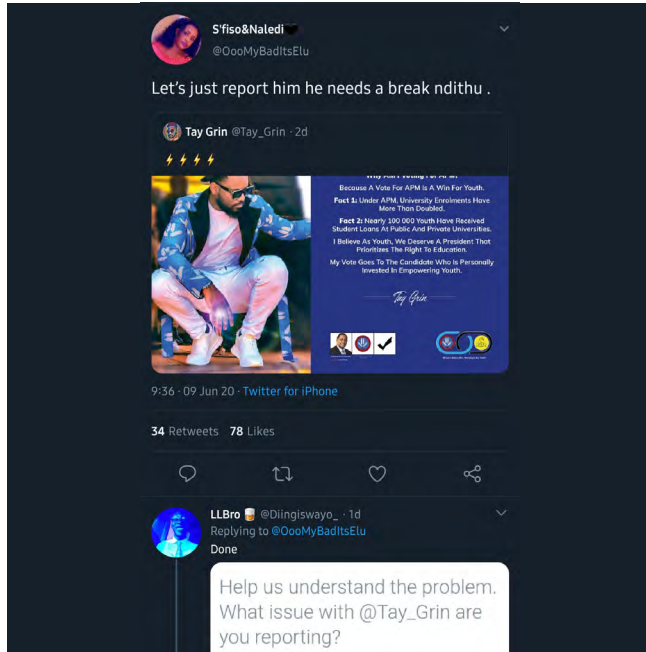 S'fiso&Naledi🖤
@OooMyBadItsElu
Let's just report him he needs a break ndithu .
Tay Grin @Tay_Grin · 2d
⚡⚡⚡⚡
Why Am I Voting For APM?
Because A Vote For APM Is A Win For Youth.
Fact 1: Under APM, University Enrolments Have
More Than Doubled.
Fact 2: Nearly 100 000 Youth Have Received
Student Loans At Public And Private Universities.
I Believe As Youth, We Deserve A President That
Prioritizes The Right To Education.
My Vote Goes To The Candidate Who Is Personally
Invested In Empowering Youth.
Tay Grin
9:36 · 09 Jun 20 · Twitter for iPhone
34 Retweets 78 Likes
LLBro 🥃 @Diingiswayo_ · 1d
Replying to @OooMyBadItsElu
Done
Help us understand the problem.
What issue with @Tay_Grin are
you reporting?